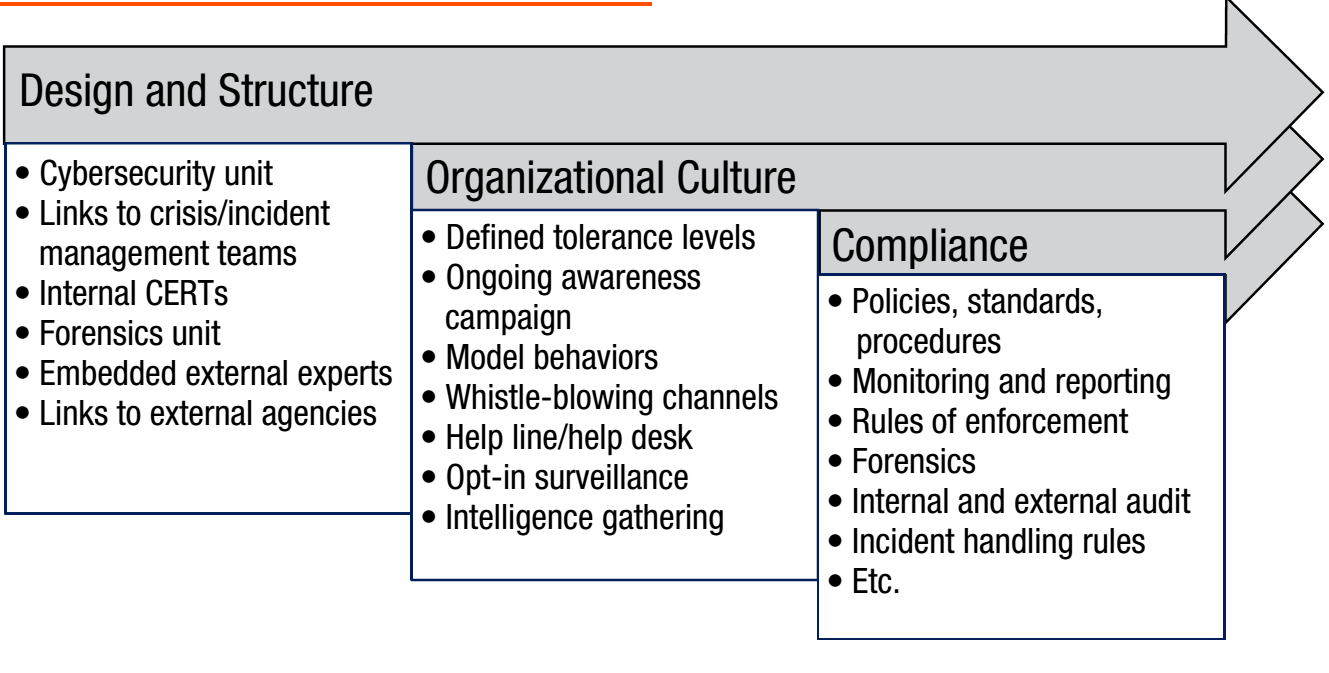 Design and Structure
• Cybersecurity unit
• Links to crisis/incident
management teams
• Internal CERTs
• Forensics unit
• Embedded external experts
• Links to external agencies
Organizational Culture
• Defined tolerance levels
• Ongoing awareness
campaign
• Model behaviors
• Whistle-blowing channels
• Help line/help desk
• Opt-in surveillance
• Intelligence gathering
Compliance
• Policies, standards,
procedures
• Monitoring and reporting
• Rules of enforcement
• Forensics
• Internal and external audit
• Incident handling rules
• Etc.